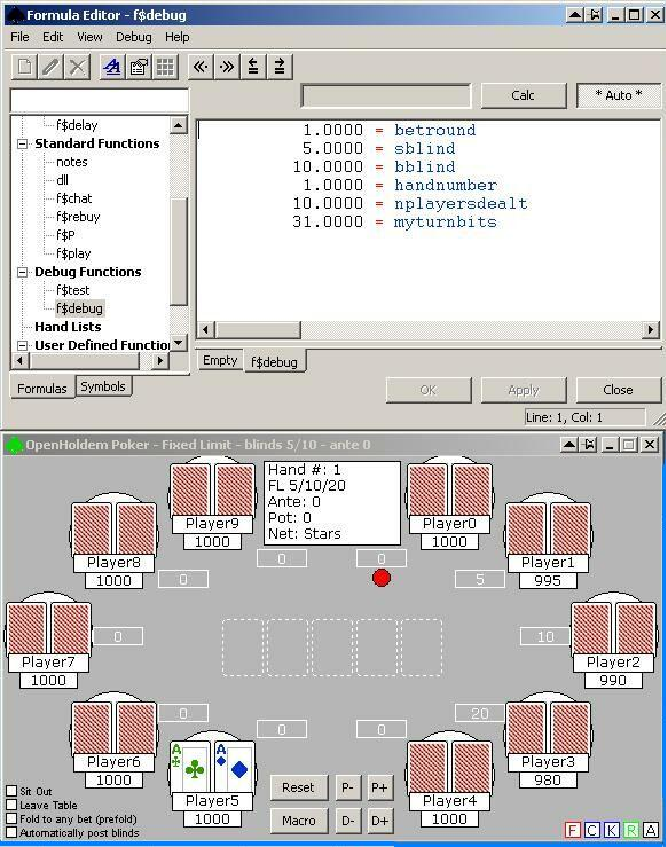 Formula Editor - f$debug
File Edit View Debug Help
Calc * Auto *
f$delay
Standard Functions
notes
dll
f$chat
f$rebuy
f$P
f$play
Debug Functions
f$test
f$debug
Hand Lists
User Defined Function
1.0000 = betround
5.0000 = sblind
10.0000 = bblind
1.0000 = handnumber
10.0000 = nplayersdealt
31.0000 = myturnbits
Empty f$debug
Formulas Symbols
OK Apply Close
Line: 1, Col: 1
OpenHoldem Poker - Fixed Limit - blinds 5/10 - ante 0
Hand #: 1
FL 5/10/20
Ante: 0
Pot: 0
Net: Stars
Player9
1000
Player0
1000
0 0
Player8
1000
0
Player1
995
5
Player7
1000
0
Player2
990
10
Player6
1000
0
Player3
980
20
0 0
A A
Player5
1000
Player4
1000
Reset P- P+
Macro D- D+
Sit Out
Leave Table
Fold to any bet (prefold)
Automatically post blinds
F C K R A